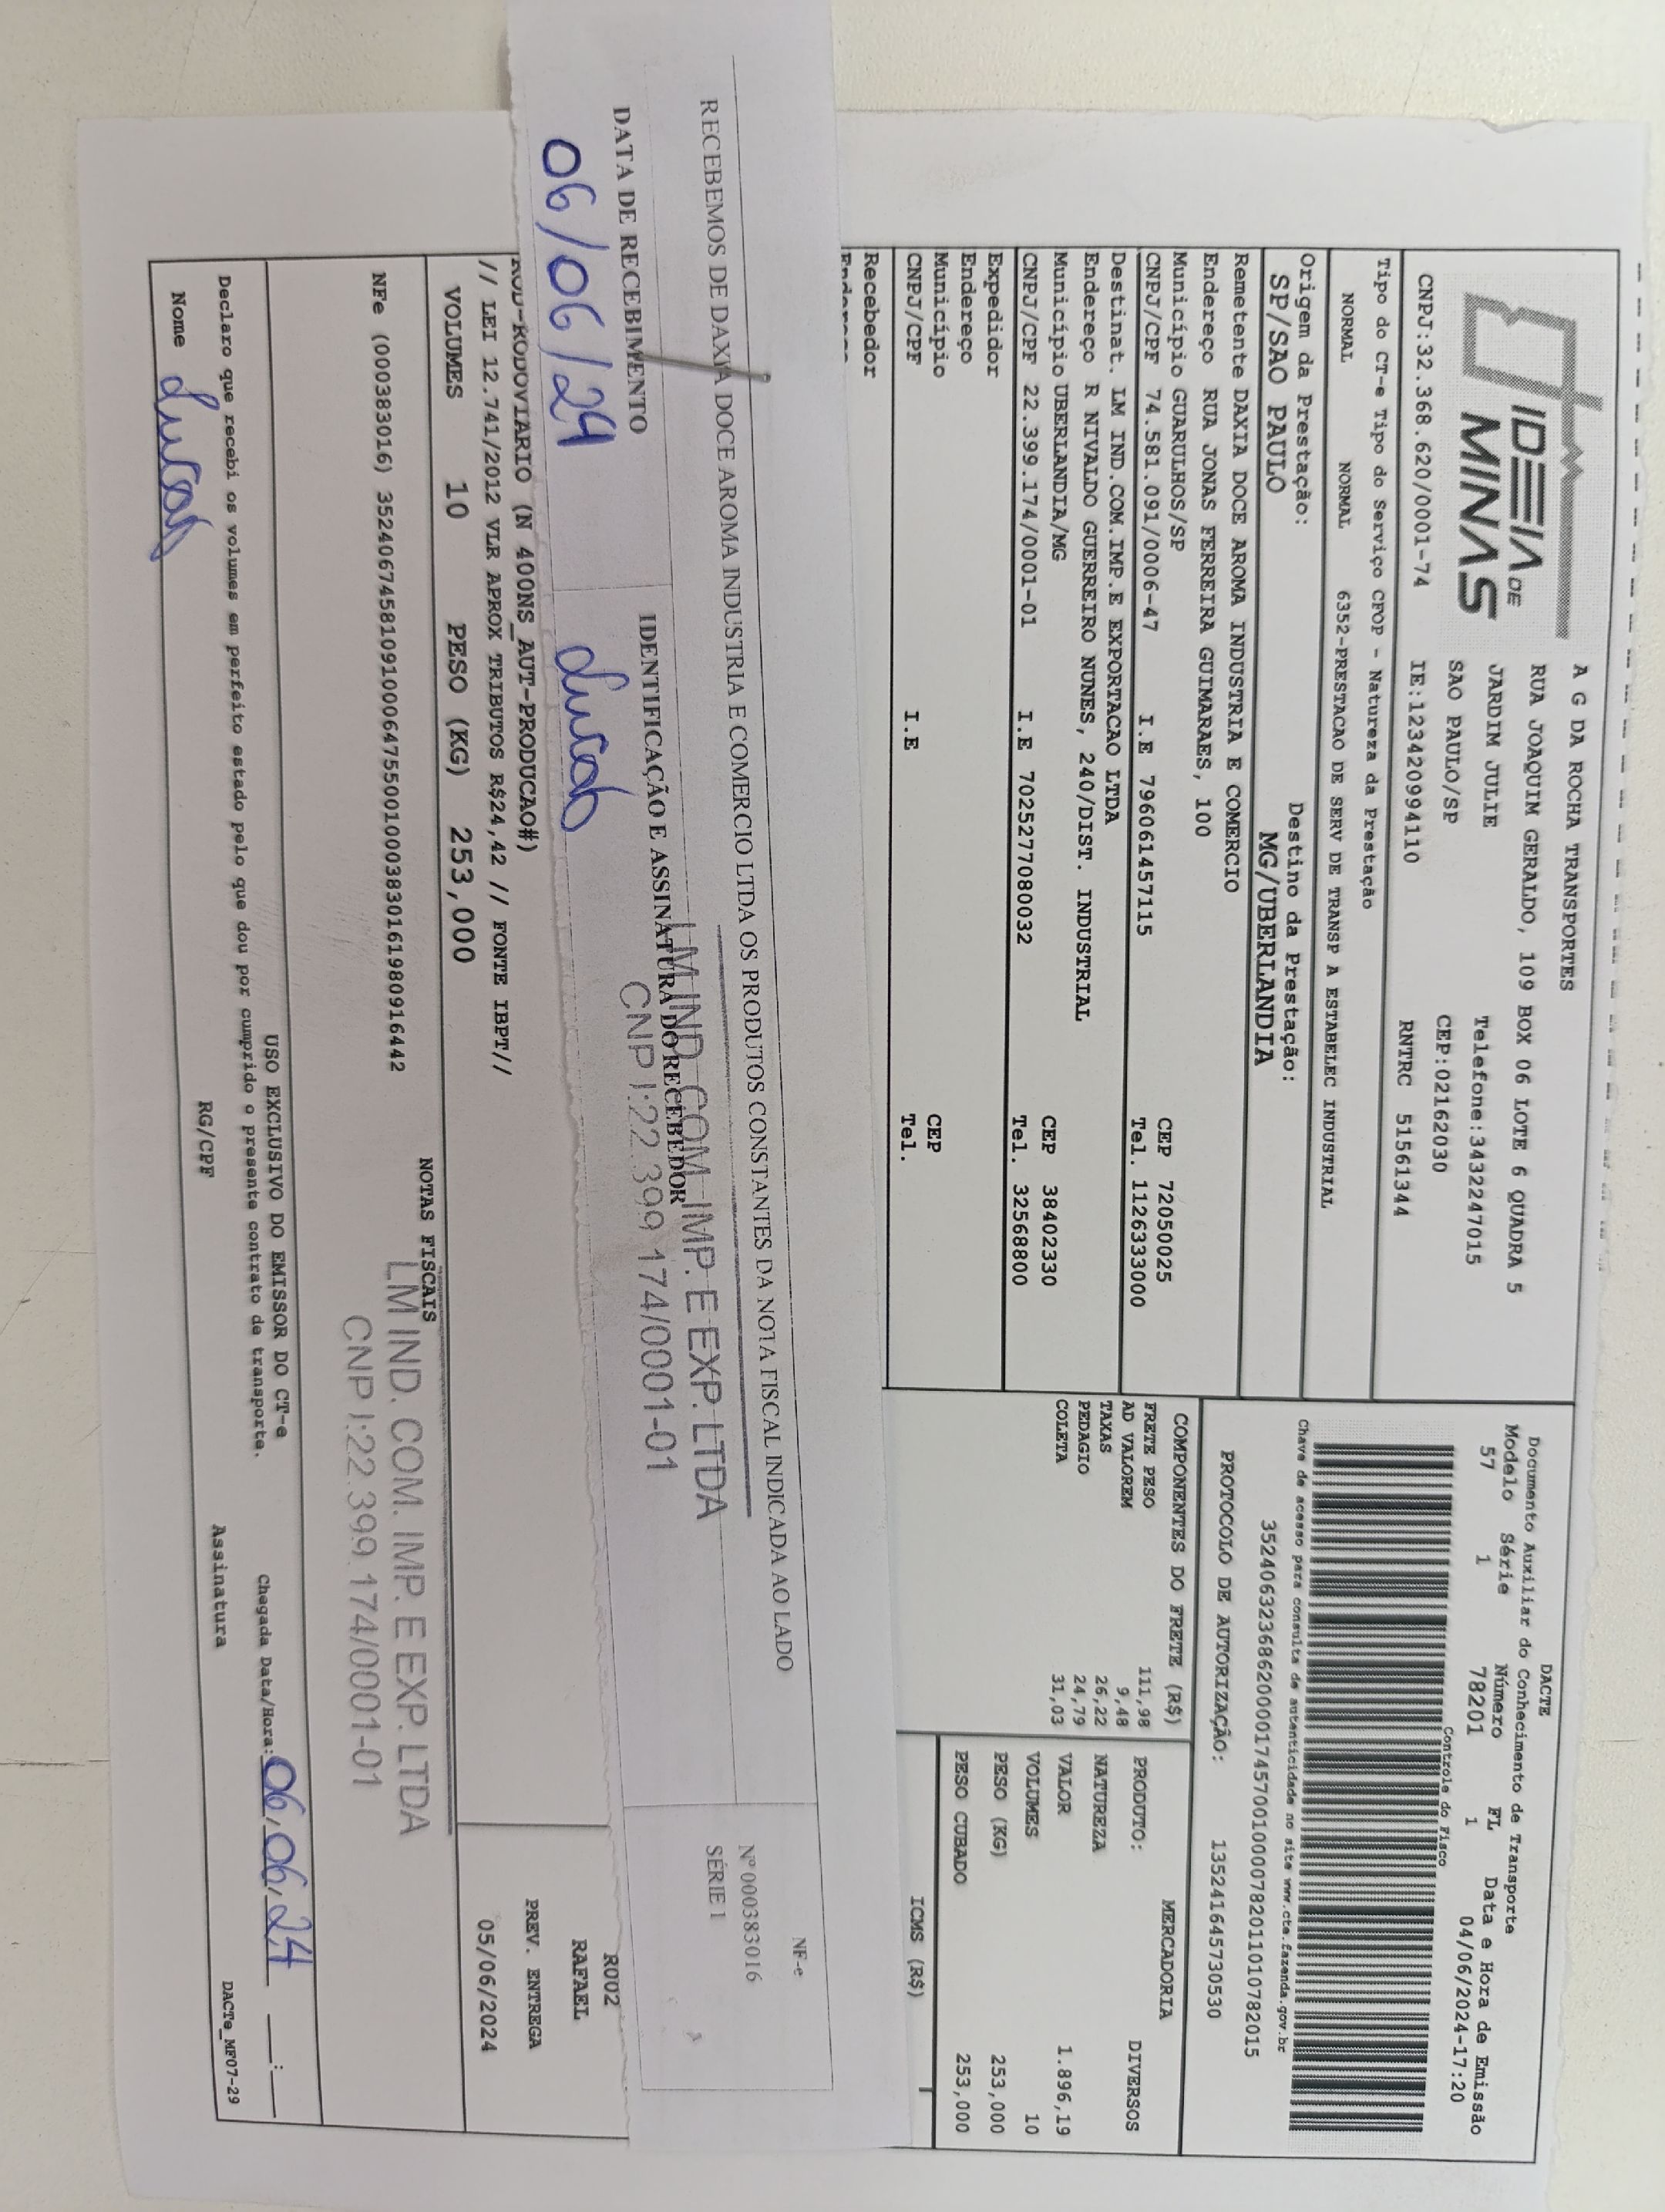 IDEIA DE
MINAS
A G DA ROCHA TRANSPORTES
RUA JOAQUIM GERALDO, 109 BOX 06 LOTE 6 QUADRA 5
JARDIM JULIE Telefone:34322247015
SAO PAULO/SP CEP:02162030
CNPJ:32.368.620/0001-74 IE:123420994110 RNTRC 51561344
Tipo do CT-e Tipo do Serviço CFOP - Natureza da Prestação
NORMAL NORMAL 6352-PRESTACAO DE SERV DE TRANSP A ESTABELEC INDUSTRIAL
Origem da Prestação: Destino da Prestação:
SP/SAO PAULO MG/UBERLANDIA
Remetente DAXIA DOCE AROMA INDUSTRIA E COMERCIO
Endereço RUA JONAS FERREIRA GUIMARAES, 100
Município GUARULHOS/SP CEP 72050025
CNPJ/CPF 74.581.091/0006-47 I.E 796061457115 Tel. 1126333000
Destinat. LM IND.COM.IMP.E EXPORTACAO LTDA
Endereço R NIVALDO GUERREIRO NUNES, 240/DIST. INDUSTRIAL
Município UBERLANDIA/MG CEP 38402330
CNPJ/CPF 22.399.174/0001-01 I.E 7025277080032 Tel. 32568800
Expedidor
Endereço
Município CEP
CNPJ/CPF I.E Tel.
Recebedor
DACTE
Documento Auxiliar do Conhecimento de Transporte
Modelo Série Número FL Data e Hora de Emissão
57 1 78201 1 04/06/2024-17:20
Controle do Fisco
Chave de acesso para consulta de autenticidade no site www.cte.fazenda.gov.br
35240632368620000174570010000782011010782015
PROTOCOLO DE AUTORIZAÇÃO: 135241645730530
COMPONENTES DO FRETE (R$)
FRETE PESO 111,98
AD VALOREM 9,48
TAXAS 26,22
PEDAGIO 24,79
COLETA 31,03
MERCADORIA
PRODUTO: DIVERSOS
NATUREZA
VALOR 1.896,19
VOLUMES 10
PESO (KG) 253,000
PESO CUBADO 253,000
ICMS (R$)
RECEBEMOS DE DAXIA DOCE AROMA INDUSTRIA E COMERCIO LTDA OS PRODUTOS CONSTANTES DA NOTA FISCAL INDICADA AO LADO
NF-e
Nº 000383016
SÉRIE 1
DATA DE RECEBIMENTO IDENTIFICAÇÃO E ASSINATURA DO RECEBEDOR
LM IND. COM. IMP. E EXP. LTDA
CNPJ:22.399.174/0001-01
06/06/24 Lucas
R002
RAFAEL
ROD-RODOVIARIO (N 400NS_AUT-PRODUCAO#)
// LEI 12.741/2012 VLR APROX TRIBUTOS R$24,42 // FONTE IBPT//
PREV. ENTREGA
05/06/2024
VOLUMES 10 PESO (KG) 253,000
NOTAS FISCAIS
NFe (000383016) 35240674581091000647550010003830161980916442
LM IND. COM. IMP. E EXP. LTDA
CNPJ:22.399.174/0001-01
USO EXCLUSIVO DO EMISSOR DO CT-e
Declaro que recebi os volumes em perfeito estado pelo que dou por cumprido o presente contrato de transporte. Chegada Data/Hora: 06/06/24 __:__
Nome Lucas RG/CPF Assinatura
DACTe_MF07-29